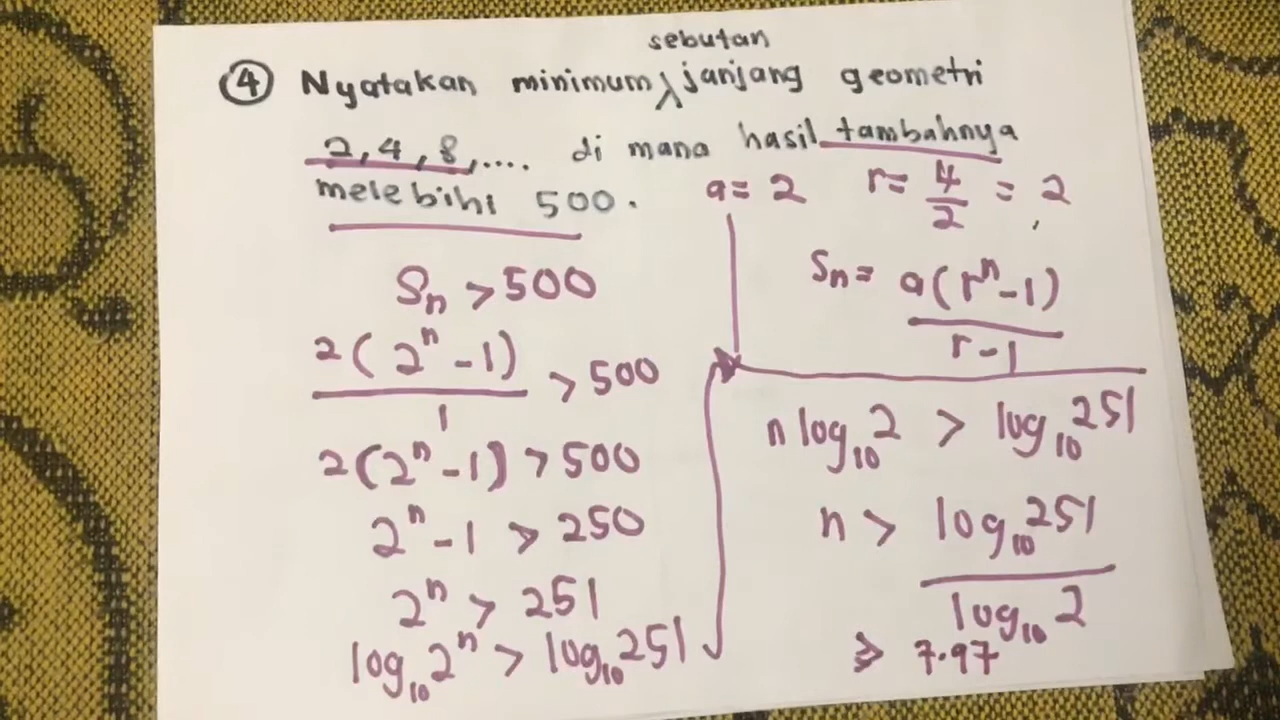 sebutan
④ Nyatakan minimum⁁ janjang geometri
2, 4, 8, .... di mana hasil tambahnya
melebihi 500.
a = 2 r = 4/2 = 2
Sn = a(r^n - 1) / r - 1
Sn > 500
2(2^n - 1) / 1 > 500
2(2^n - 1) > 500
2^n - 1 > 250
2^n > 251
log₁₀ 2^n > log₁₀ 251
n log₁₀ 2 > log₁₀ 251
n > log₁₀ 251 / log₁₀ 2
> 7.97